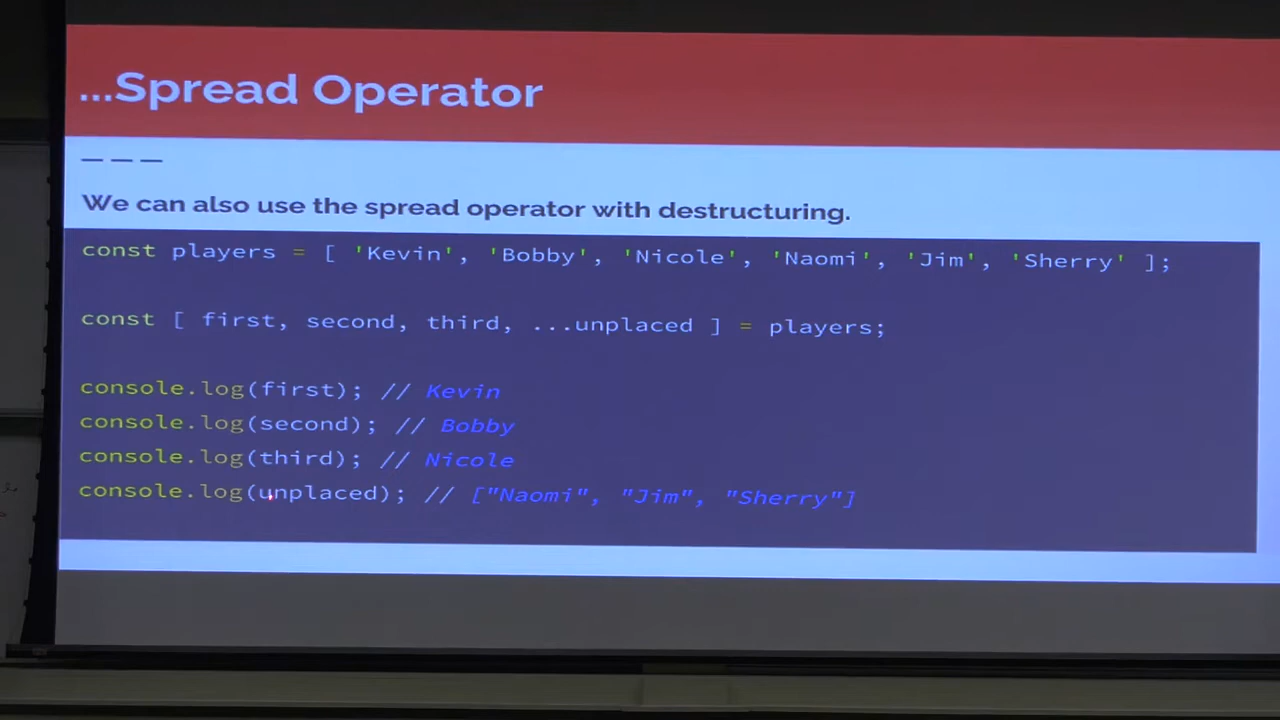 ...Spread Operator
We can also use the spread operator with destructuring.
const players = [ 'Kevin', 'Bobby', 'Nicole', 'Naomi', 'Jim', 'Sherry' ];
const [ first, second, third, ...unplaced ] = players;
console.log(first); // Kevin
console.log(second); // Bobby
console.log(third); // Nicole
console.log(unplaced); // ["Naomi", "Jim", "Sherry"]